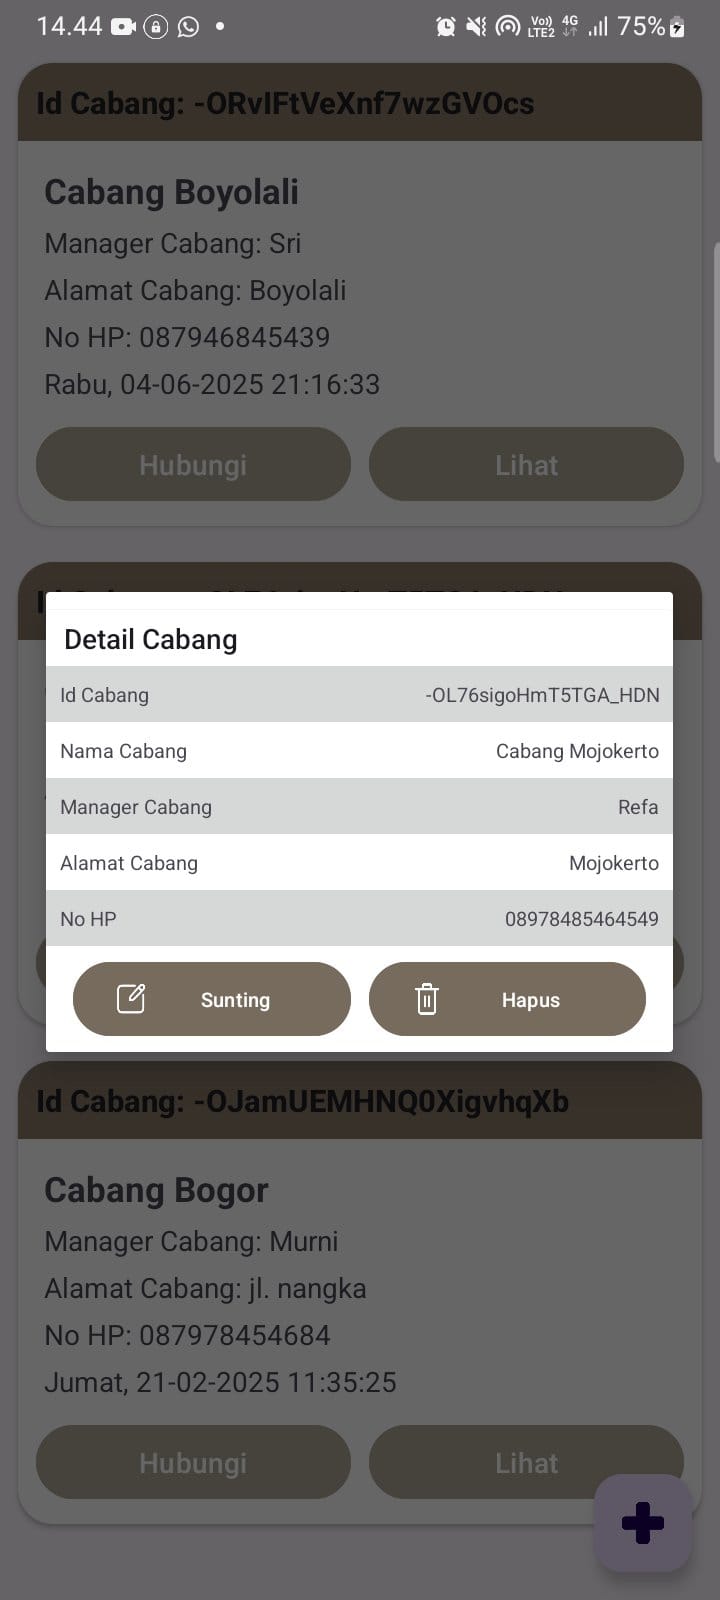 14.44
Vo)) 4G 75%
LTE2
Id Cabang: -ORvIFtVeXnf7wzGVOcs
Cabang Boyolali
Manager Cabang: Sri
Alamat Cabang: Boyolali
No HP: 087946845439
Rabu, 04-06-2025 21:16:33
Hubungi Lihat
Detail Cabang
Id Cabang -OL76sigoHmT5TGA_HDN
Nama Cabang Cabang Mojokerto
Manager Cabang Refa
Alamat Cabang Mojokerto
No HP 08978485464549
Sunting Hapus
Id Cabang: -OJamUEMHNQ0XigvhqXb
Cabang Bogor
Manager Cabang: Murni
Alamat Cabang: jl. nangka
No HP: 087978454684
Jumat, 21-02-2025 11:35:25
Hubungi Lihat